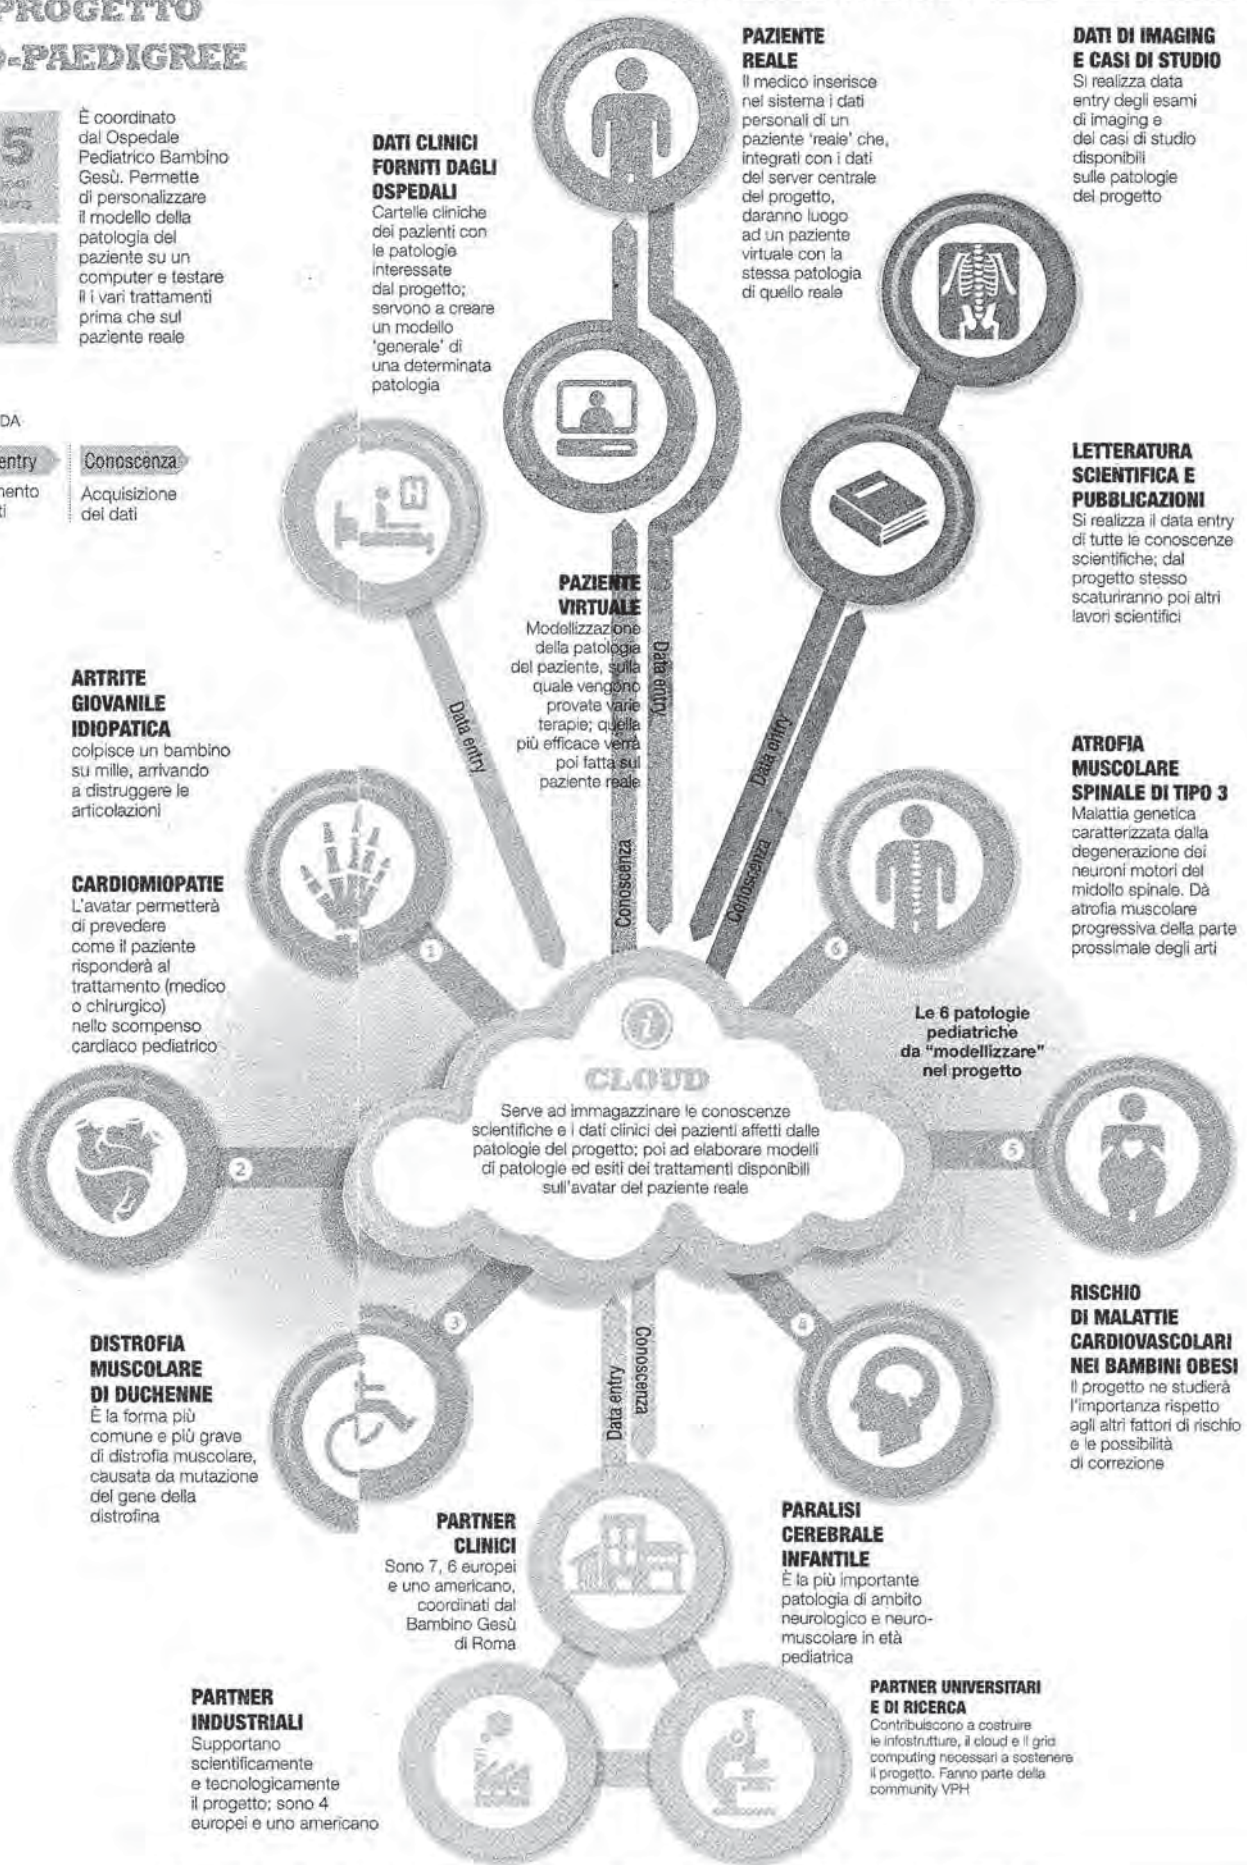 PROGETTO
-PAEDIGREE
5
È coordinato
dal Ospedale
Pediatrico Bambino
Gesù. Permette
di personalizzare
il modello della
patologia del
paziente su un
computer e testare
lì i vari trattamenti
prima che sul
paziente reale
DA
entry
Conoscenza
Acquisizione
dei dati
DATI CLINICI
FORNITI DAGLI
OSPEDALI
Cartelle cliniche
dei pazienti con
le patologie
interessate
dal progetto;
servono a creare
un modello
'generale' di
una determinata
patologia
PAZIENTE
REALE
Il medico inserisce
nel sistema i dati
personali di un
paziente 'reale' che,
integrati con i dati
del server centrale
del progetto,
daranno luogo
ad un paziente
virtuale con la
stessa patologia
di quello reale
DATI DI IMAGING
E CASI DI STUDIO
Si realizza data
entry degli esami
di imaging e
dei casi di studio
disponibili
sulle patologie
del progetto
LETTERATURA
SCIENTIFICA E
PUBBLICAZIONI
Si realizza il data entry
di tutte le conoscenze
scientifiche; dal
progetto stesso
scaturiranno poi altri
lavori scientifici
H
PAZIENTE
VIRTUALE
Modellizzazione
della patologia
del paziente, sulla
quale vengono
provate varie
terapie; quella
più efficace verrà
poi fatta sul
paziente reale
Data entry
Conoscenza
Data entry
Data entry
Conoscenza
ARTRITE
GIOVANILE
IDIOPATICA
colpisce un bambino
su mille, arrivando
a distruggere le
articolazioni
1
CARDIOMIOPATIE
L'avatar permetterà
di prevedere
come il paziente
risponderà al
trattamento (medico
o chirurgico)
nello scompenso
cardiaco pediatrico
2
ATROFIA
MUSCOLARE
SPINALE DI TIPO 3
Malattia genetica
caratterizzata dalla
degenerazione dei
neuroni motori del
midollo spinale. Dà
atrofia muscolare
progressiva della parte
prossimale degli arti
6
Le 6 patologie
pediatriche
da "modellizzare"
nel progetto
i
CLOUD
Serve ad immagazzinare le conoscenze
scientifiche e i dati clinici dei pazienti affetti dalle
patologie del progetto; poi ad elaborare modelli
di patologie ed esiti dei trattamenti disponibili
sull'avatar del paziente reale
5
3
DISTROFIA
MUSCOLARE
DI DUCHENNE
È la forma più
comune e più grave
di distrofia muscolare,
causata da mutazione
del gene della
distrofina
Data entry
Conoscenza
RISCHIO
DI MALATTIE
CARDIOVASCOLARI
NEI BAMBINI OBESI
Il progetto ne studierà
l'importanza rispetto
agli altri fattori di rischio
e le possibilità
di correzione
PARTNER
CLINICI
Sono 7, 6 europei
e uno americano,
coordinati dal
Bambino Gesù
di Roma
PARALISI
CEREBRALE
INFANTILE
È la più importante
patologia di ambito
neurologico e neuro-
muscolare in età
pediatrica
PARTNER
INDUSTRIALI
Supportano
scientificamente
e tecnologicamente
il progetto; sono 4
europei e uno americano
PARTNER UNIVERSITARI
E DI RICERCA
Contribuiscono a costruire
le infostrutture, il cloud e il grid
computing necessari a sostenere
il progetto. Fanno parte della
community VPH